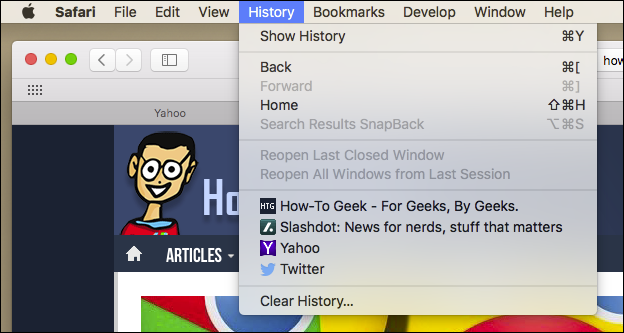 Safari File Edit View History Bookmarks Develop Window Help
Show History ⌘Y
how
Back ⌘[
Forward ⌘]
Home ⇧⌘H
Yahoo
Search Results SnapBack ⌥⌘S
Reopen Last Closed Window
Reopen All Windows from Last Session
Ho
HTG How-To Geek - For Geeks, By Geeks.
Slashdot: News for nerds, stuff that matters
Yahoo
Twitter
ARTICLES
Clear History...